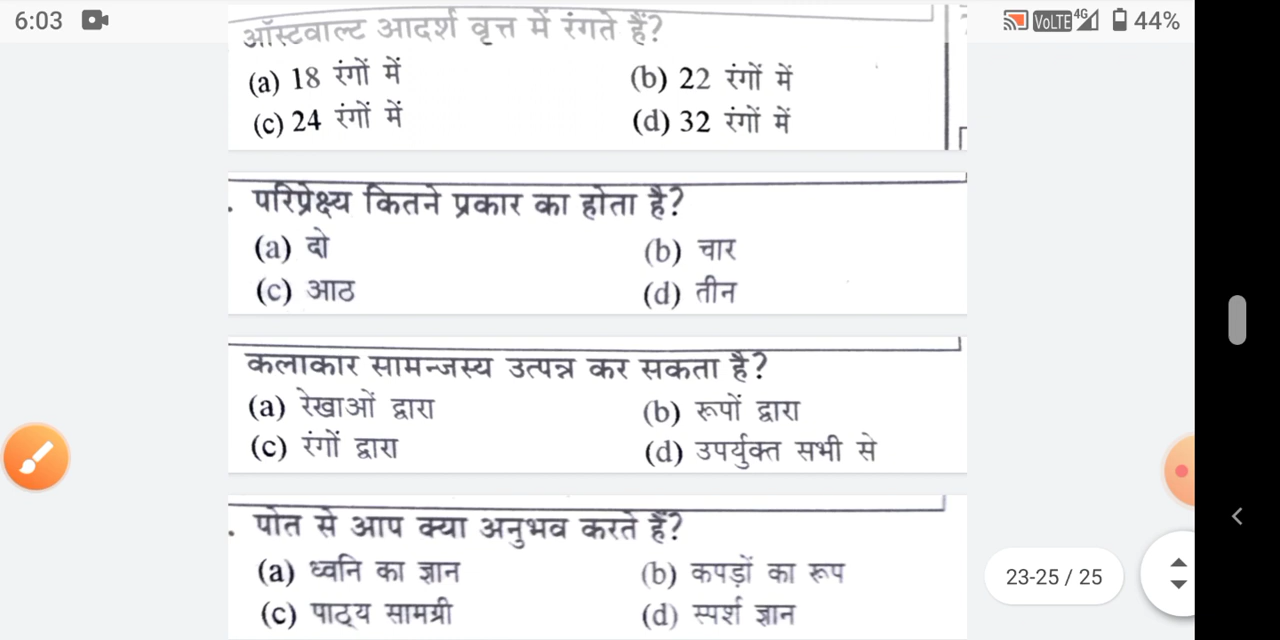 6:03
VoLTE 4G 44%
ऑस्टवाल्ट आदर्श वृत्त में रंगते हैं?
(a) 18 रंगों में (b) 22 रंगों में
(c) 24 रंगों में (d) 32 रंगों में
. परिप्रेक्ष्य कितने प्रकार का होता है?
(a) दो (b) चार
(c) आठ (d) तीन
कलाकार सामन्जस्य उत्पन्न कर सकता है?
(a) रेखाओं द्वारा (b) रूपों द्वारा
(c) रंगों द्वारा (d) उपर्युक्त सभी से
. पोत से आप क्या अनुभव करते हैं?
(a) ध्वनि का ज्ञान (b) कपड़ों का रूप
(c) पाठ्य सामग्री (d) स्पर्श ज्ञान
23-25 / 25